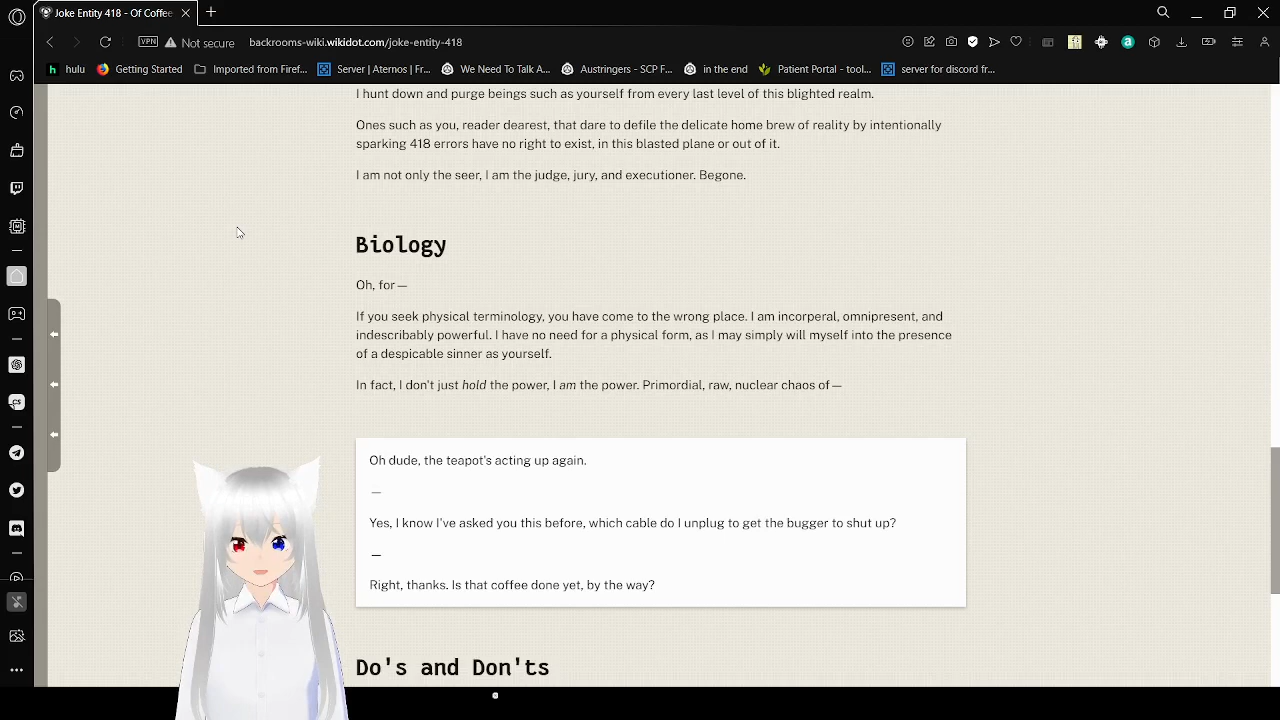 Joke Entity 418 - Of Coffee
VPN Not secure backrooms-wiki.wikidot.com/joke-entity-418
hulu Getting Started Imported from Firef... Server | Aternos | Fr... We Need To Talk A... Austringers - SCP F... in the end Patient Portal - tool... server for discord fr...
I hunt down and purge beings such as yourself from every last level of this blighted realm.
Ones such as you, reader dearest, that dare to defile the delicate home brew of reality by intentionally
sparking 418 errors have no right to exist, in this blasted plane or out of it.
I am not only the seer, I am the judge, jury, and executioner. Begone.
Biology
Oh, for—
If you seek physical terminology, you have come to the wrong place. I am incorperal, omnipresent, and
indescribably powerful. I have no need for a physical form, as I may simply will myself into the presence
of a despicable sinner as yourself.
In fact, I don't just hold the power, I am the power. Primordial, raw, nuclear chaos of—
Oh dude, the teapot's acting up again.
—
Yes, I know I've asked you this before, which cable do I unplug to get the bugger to shut up?
—
Right, thanks. Is that coffee done yet, by the way?
Do's and Don'ts